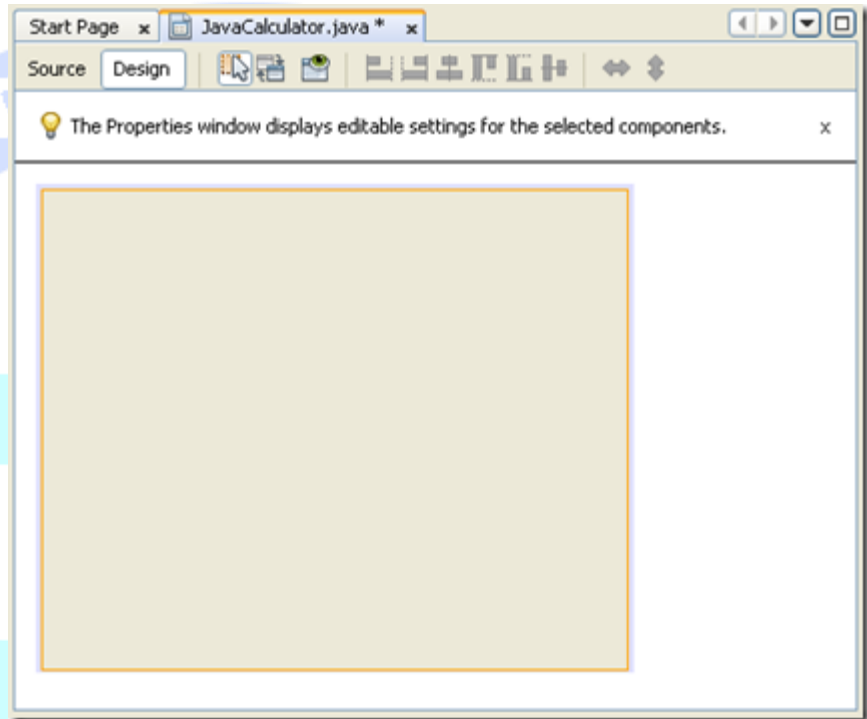 Start Page x JavaCalculator.java * x
Source Design
The Properties window displays editable settings for the selected components. x